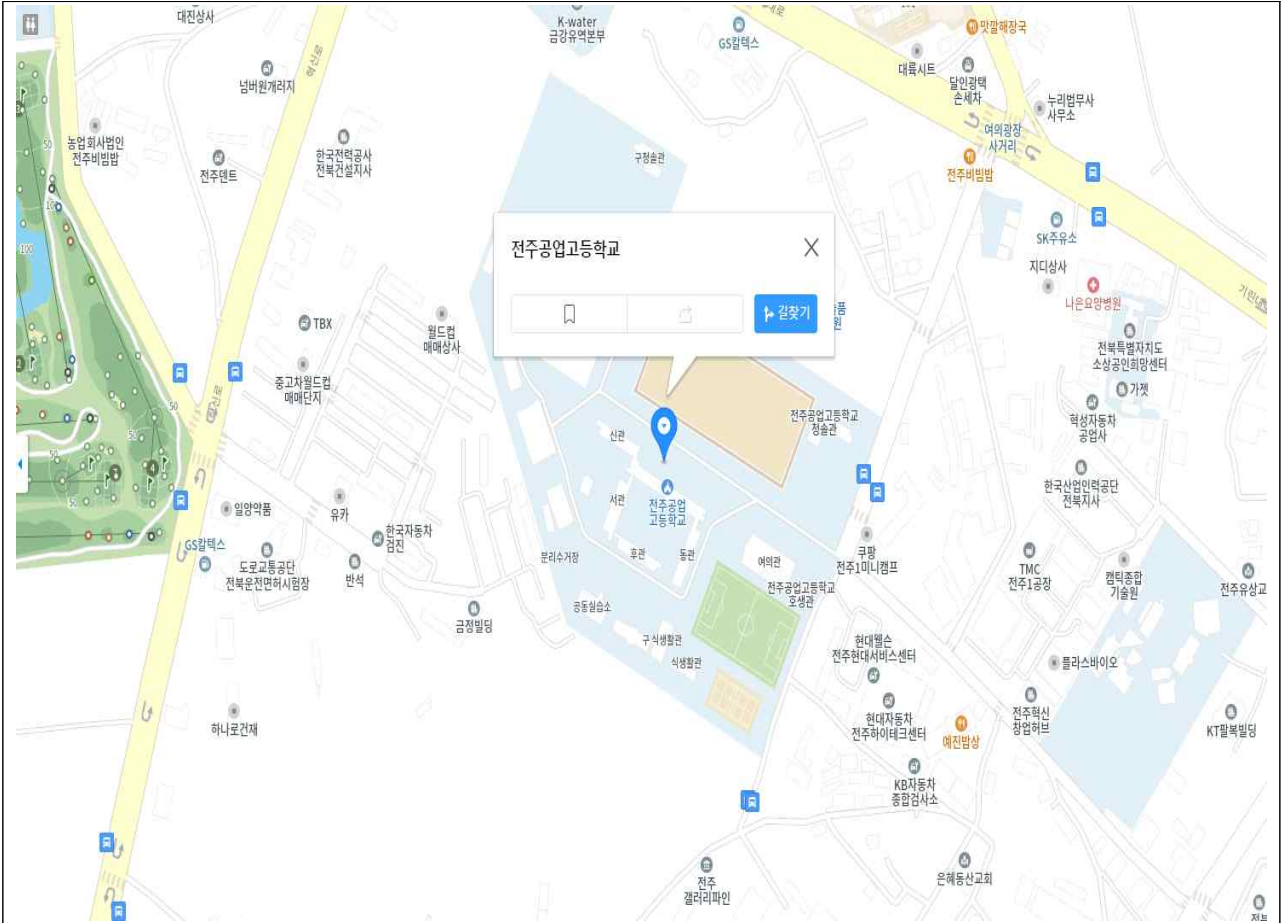 대진상사
K-water
금강유역본부
GS칼텍스
맛깔해장국
대륙시트
달인광택
손세차
누리법무사
사무소
여의광장
사거리
전주비빔밥
넘버원개러지
혁신로
농업회사법인
전주비빔밥
전주덴트
한국전력공사
전북건설지사
구청솔관
50
100
-100
SK주유소
지디상사
나은요양병원
기린대로
전주공업고등학교
길찾기
TBX
월드컵
매매상사
중고차월드컵
매매단지
전북특별자치도
소상공인희망센터
가젯
혁성자동차
공업사
전주공업고등학교
청솔관
신관
서관
전주공업
고등학교
한국산업인력공단
전북지사
50
50
50
50
3
4
일양약품
유카
한국자동차
검진
GS칼텍스
도로교통공단
전북운전면허시험장
반석
금정빌딩
분리수거장
후관
동관
여의관
전주공업고등학교
호생관
쿠팡
전주1미니캠프
TMC
전주1공장
캠틱종합
기술원
전주유상교
공동실습소
구 식생활관
식생활관
현대웰슨
전주현대서비스센터
플라스바이오
하나로건재
현대자동차
전주하이테크센터
예진밥상
전주혁신
창업허브
KT팔복빌딩
KB자동차
종합검사소
전주
갤러리파인
은혜동산교회